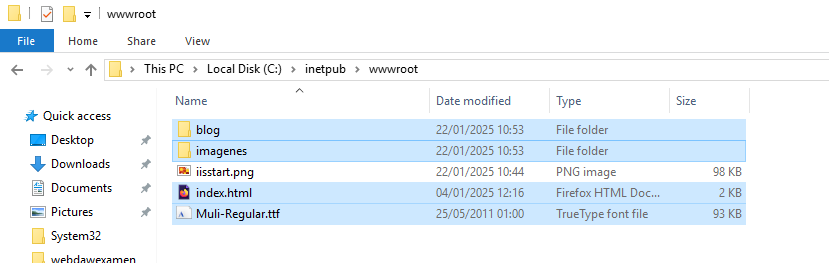 wwwroot
File Home Share View
This PC Local Disk (C:) inetpub wwwroot
Name Date modified Type Size
Quick access
Desktop
Downloads
Documents
Pictures
System32
webdawexamen
blog 22/01/2025 10:53 File folder
imagenes 22/01/2025 10:53 File folder
iisstart.png 22/01/2025 10:44 PNG image 98 KB
index.html 04/01/2025 12:16 Firefox HTML Doc... 2 KB
Muli-Regular.ttf 25/05/2011 01:00 TrueType font file 93 KB